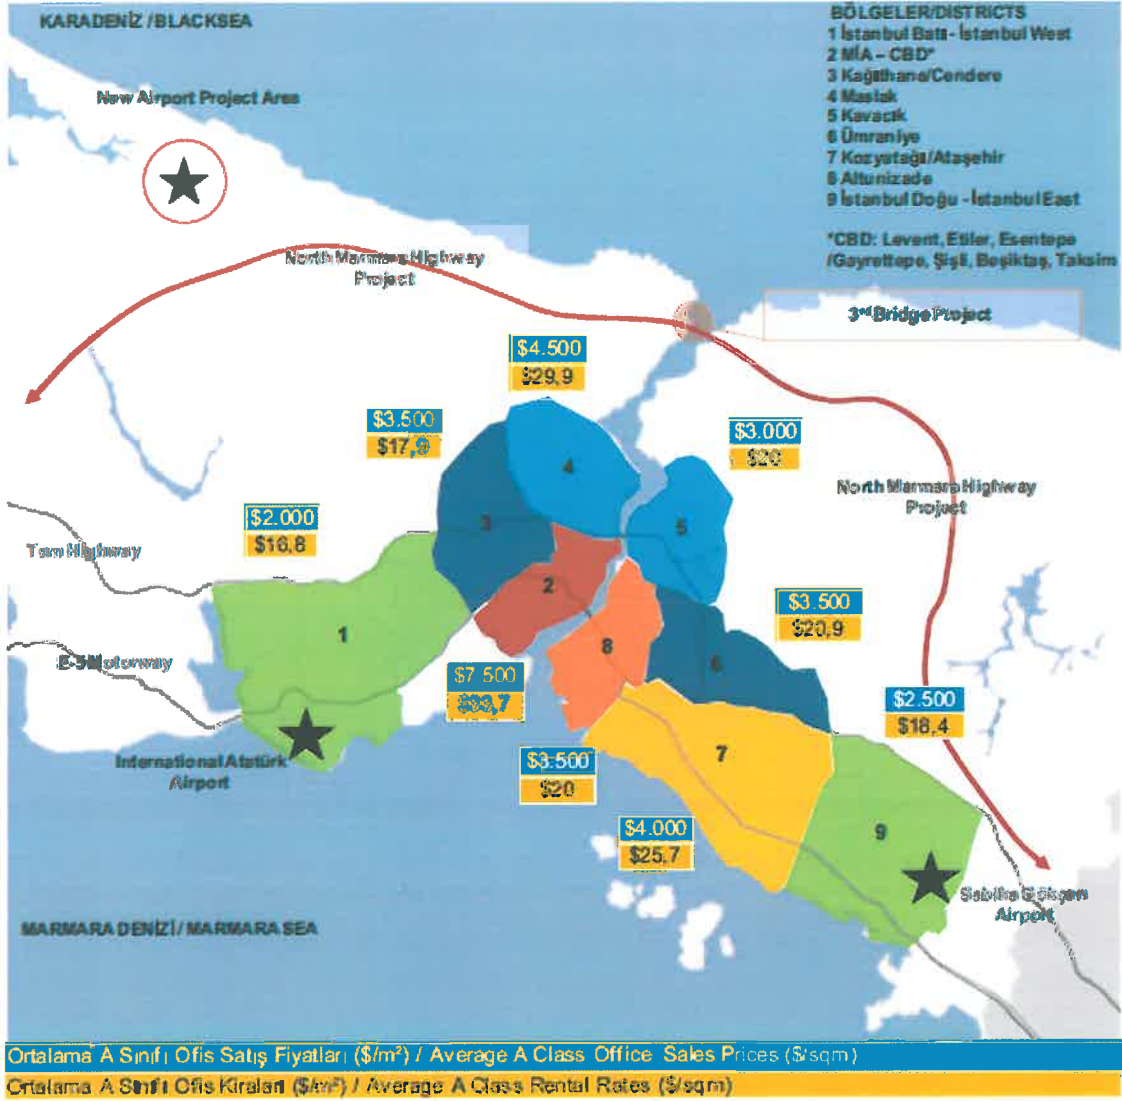 KARADENİZ /BLACKSEA
BÖLGELER/DISTRICTS
1 İstanbul Batı - İstanbul West
2 MİA – CBD*
3 Kağıthane/Cendere
4 Maslak
5 Kavacık
6 Ümraniye
7 Kozyatağı/Ataşehir
8 Altunizade
9 İstanbul Doğu - İstanbul East
*CBD: Levent, Etiler, Esentepe
/Gayrettepe, Şişli, Beşiktaş, Taksim
New Airport Project Area
North Marmara Highway
Project
3rd Bridge Project
$4.500
$29,9
$3.500
$17,9
$3.000
$20
4
North Marmara Highway
Project
5
3
$2.000
$16,8
Tem Highway
2
$3.500
$20,9
1
8
6
E-5 Motorway
$7.500
$2.500
$18,4
7
International Atatürk
Airport
$3.500
$20
$4.000
$25,7
9
Sabiha Gökçen
Airport
MARMARA DENİZİ / MARMARA SEA
Ortalama A Sınıfı Ofis Satış Fiyatları ($/m²) / Average A Class Office Sales Prices ($/sqm)
Ortalama A Sınıfı Ofis Kiraları ($/m²) / Average A Class Rental Rates ($/sqm)